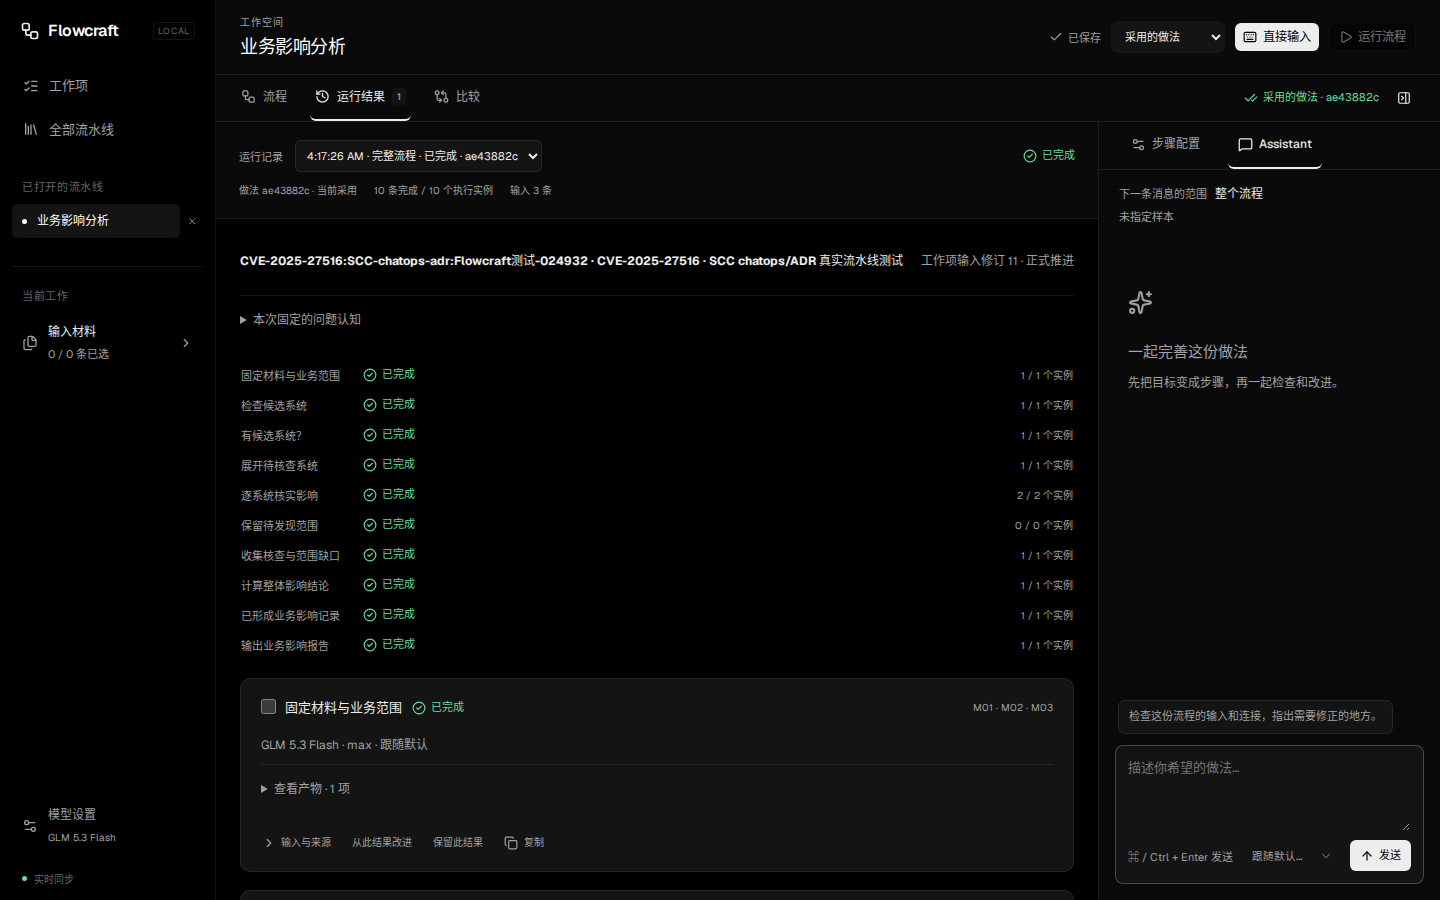 Flowcraft
LOCAL
工作项
全部流水线
已打开的流水线
业务影响分析
当前工作
输入材料
0 / 0 条已选
模型设置
GLM 5.3 Flash
实时同步
工作空间
业务影响分析
已保存
采用的做法
直接输入
运行流程
流程
运行结果 1
比较
采用的做法 · ae43882c
运行记录
4:17:26 AM · 完整流程 · 已完成 · ae43882c
已完成
做法 ae43882c · 当前采用 10 条完成 / 10 个执行实例 输入 3 条
CVE-2025-27516:SCC-chatops-adr:Flowcraft测试-024932 · CVE-2025-27516 · SCC chatops/ADR 真实流水线测试 工作项输入修订 11 · 正式推进
本次固定的问题认知
固定材料与业务范围 已完成 1 / 1 个实例
检查候选系统 已完成 1 / 1 个实例
有候选系统？ 已完成 1 / 1 个实例
展开待核查系统 已完成 1 / 1 个实例
逐系统核实影响 已完成 2 / 2 个实例
保留待发现范围 已完成 0 / 0 个实例
收集核查与范围缺口 已完成 1 / 1 个实例
计算整体影响结论 已完成 1 / 1 个实例
已形成业务影响记录 已完成 1 / 1 个实例
输出业务影响报告 已完成 1 / 1 个实例
固定材料与业务范围 已完成 M01 · M02 · M03
GLM 5.3 Flash · max · 跟随默认
查看产物 · 1 项
输入与来源 从此结果改进 保留此结果 复制
步骤配置
Assistant
下一条消息的范围 整个流程
未指定样本
一起完善这份做法
先把目标变成步骤，再一起检查和改进。
检查这份流程的输入和连接，指出需要修正的地方。
描述你希望的做法…
⌘ / Ctrl + Enter 发送 跟随默认… 发送